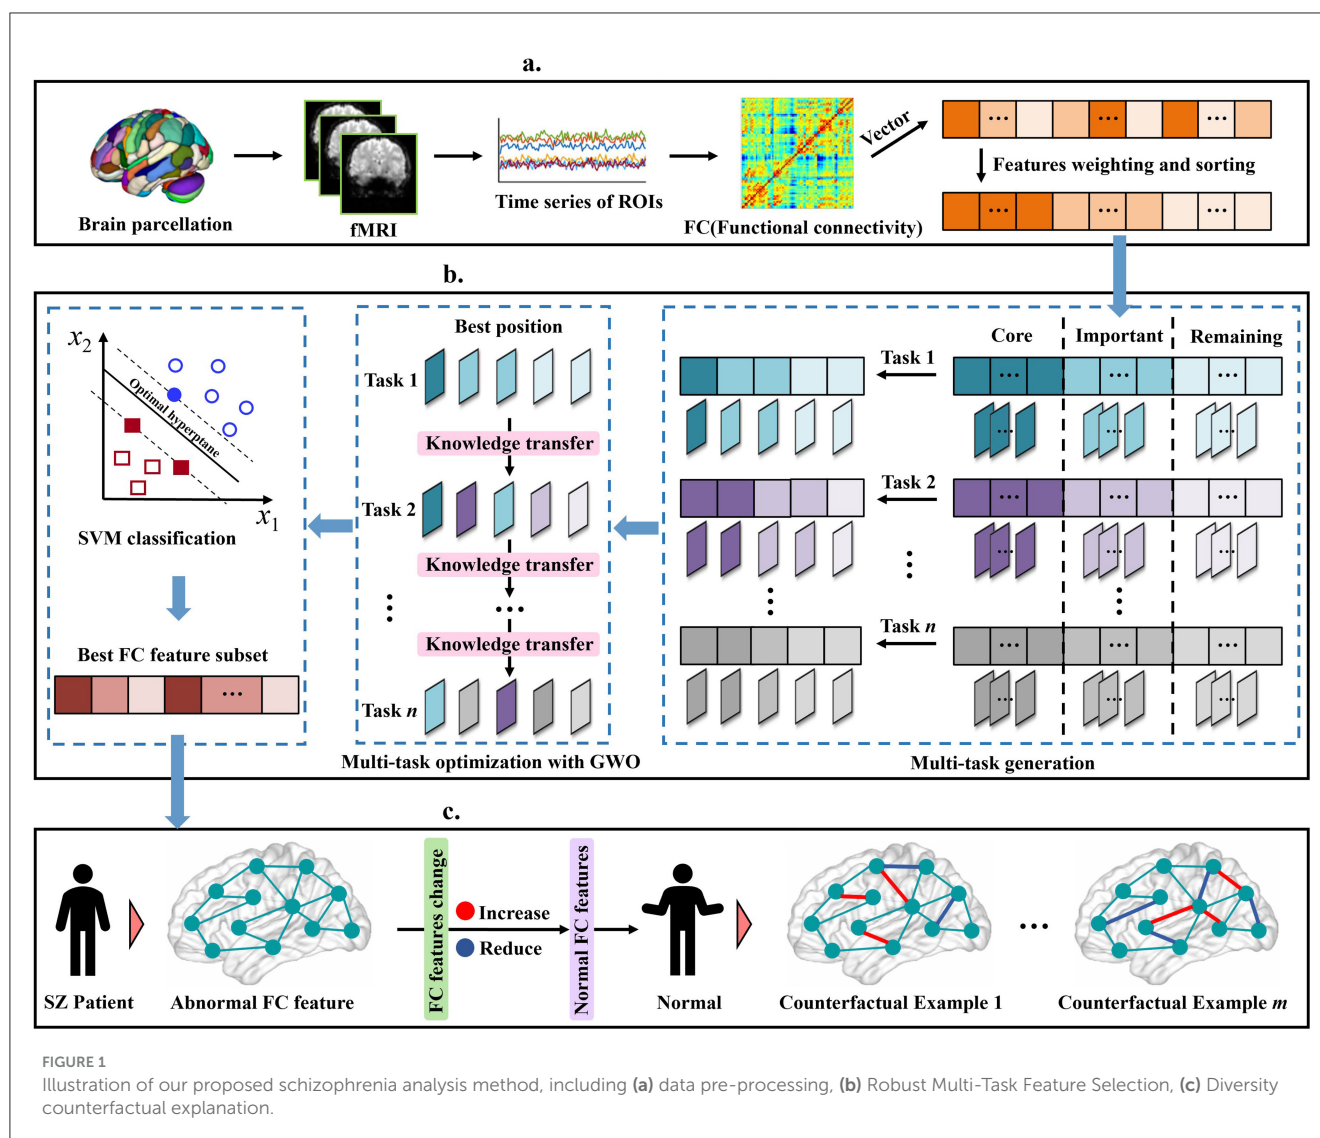 a.
Brain parcellation
fMRI
Time series of ROIs
FC(Functional connectivity)
Vector
...
...
...
Features weighting and sorting
...
...
...
b.
x2
Optimal hyperptane
x1
SVM classification
Best FC feature subset
...
Best position
Task 1
Knowledge transfer
Task 2
Knowledge transfer
...
Knowledge transfer
Task n
Multi-task optimization with GWO
Core
Important
Remaining
Task 1
...
...
...
...
...
...
Task 2
...
...
...
...
...
...
Task n
...
...
...
...
...
...
Multi-task generation
c.
SZ Patient
Abnormal FC feature
FC features change
Increase
Reduce
Normal FC features
Normal
Counterfactual Example 1
...
Counterfactual Example m
FIGURE 1
Illustration of our proposed schizophrenia analysis method, including (a) data pre-processing, (b) Robust Multi-Task Feature Selection, (c) Diversity
counterfactual explanation.